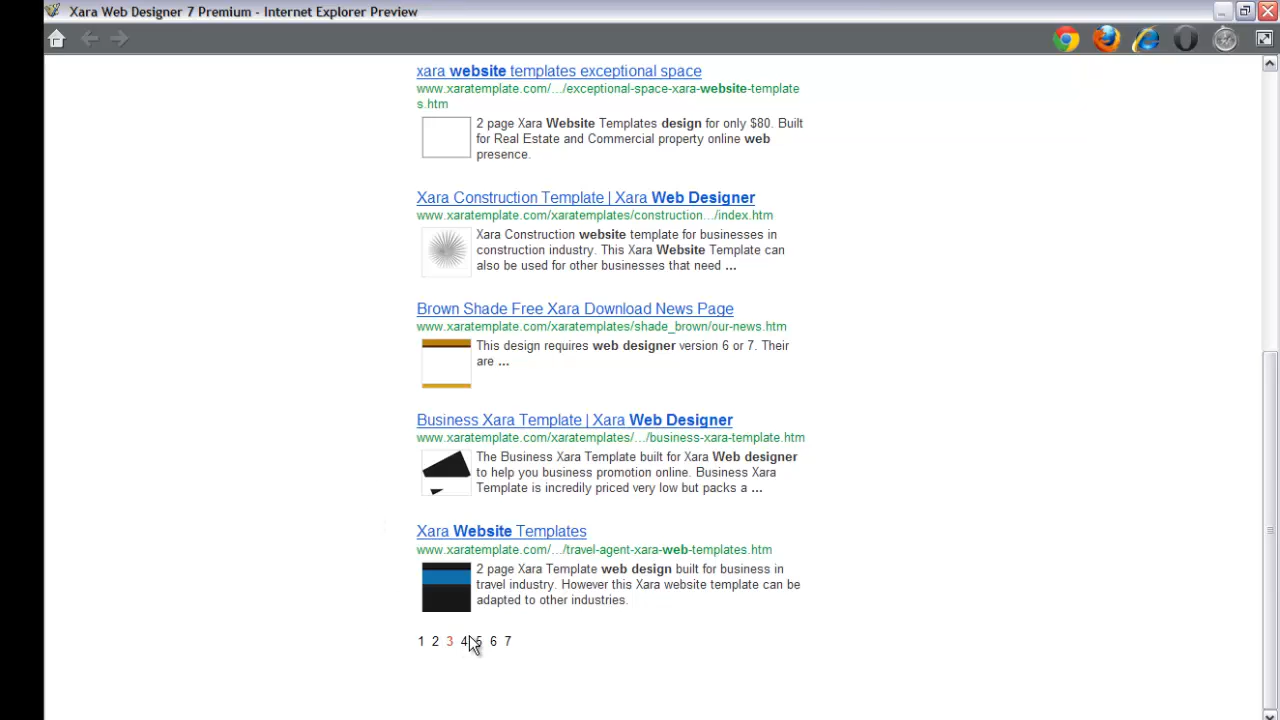 Xara Web Designer 7 Premium - Internet Explorer Preview
xara website templates exceptional space
www.xaratemplate.com/.../exceptional-space-xara-website-template
s.htm
2 page Xara Website Templates design for only $80. Built
for Real Estate and Commercial property online web
presence.
Xara Construction Template | Xara Web Designer
www.xaratemplate.com/xaratemplates/construction.../index.htm
Xara Construction website template for businesses in
construction industry. This Xara Website Template can
also be used for other businesses that need ...
Brown Shade Free Xara Download News Page
www.xaratemplate.com/xaratemplates/shade_brown/our-news.htm
This design requires web designer version 6 or 7. Their
are ...
Business Xara Template | Xara Web Designer
www.xaratemplate.com/xaratemplates/.../business-xara-template.htm
The Business Xara Template built for Xara Web designer
to help you business promotion online. Business Xara
Template is incredily priced very low but packs a ...
Xara Website Templates
www.xaratemplate.com/.../travel-agent-xara-web-templates.htm
2 page Xara Template web design built for business in
travel industry. However this Xara website template can be
adapted to other industries.
1 2 3 4 5 6 7